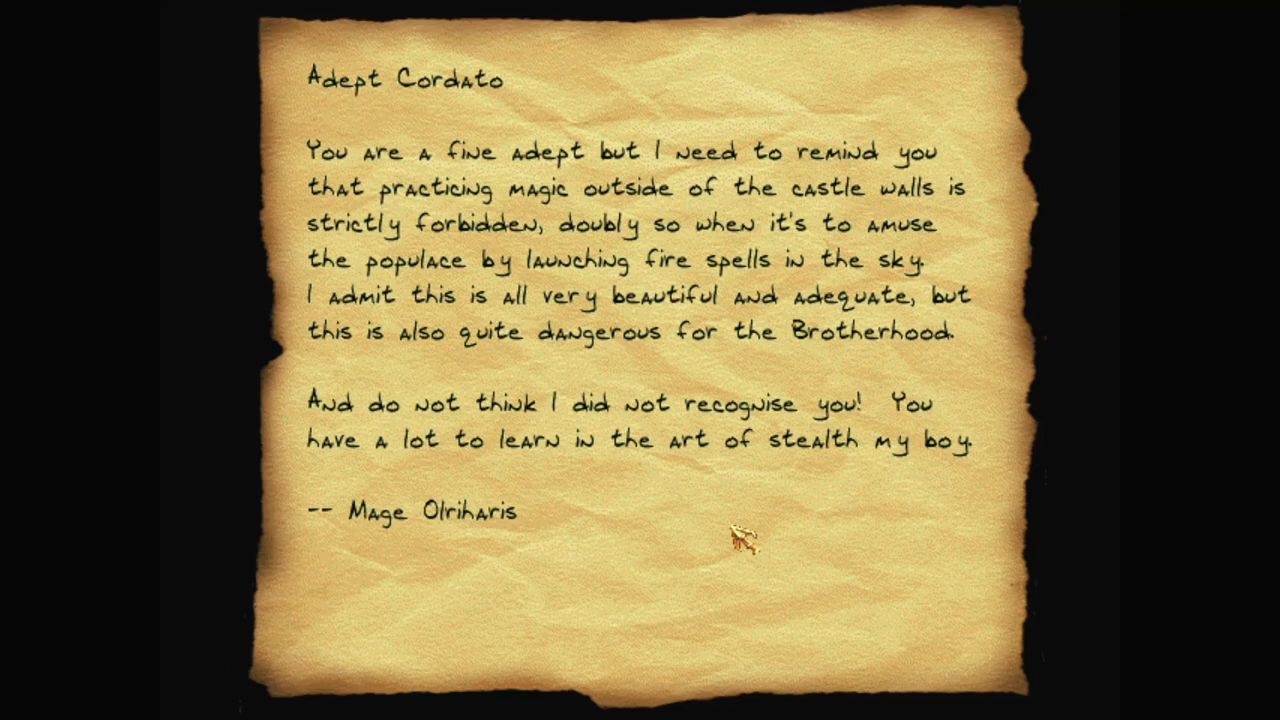 Adept Cordato
You are a fine adept but I need to remind you
that practicing magic outside of the castle walls is
strictly forbidden, doubly so when it's to amuse
the populace by launching fire spells in the sky.
I admit this is all very beautiful and adequate, but
this is also quite dangerous for the Brotherhood.
And do not think I did not recognise you! You
have a lot to learn in the art of stealth my boy.
-- Mage Olriharis